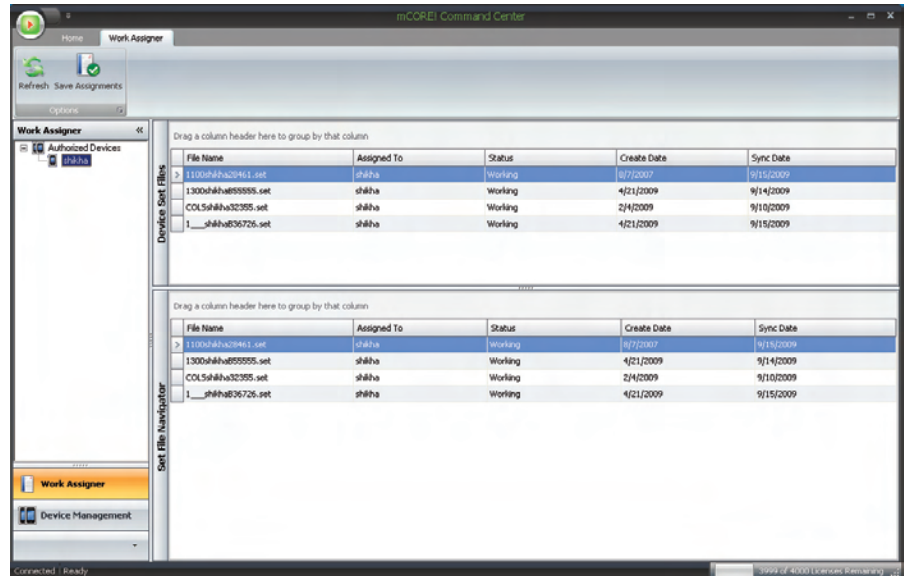 mCORE! Command Center
Home Work Assigner
Refresh Save Assignments
Options
Work Assigner «
Authorized Devices
shikha
Device Set Files
Drag a column header here to group by that column
File Name Assigned To Status Create Date Sync Date
1100shikha28461.set shikha Working 8/7/2007 9/15/2009
1300shikhaB55555.set shikha Working 4/21/2009 9/14/2009
COL5shikha32355.set shikha Working 2/4/2009 9/10/2009
1___shikhaB36726.set shikha Working 4/21/2009 9/15/2009
Set File Navigator
Drag a column header here to group by that column
File Name Assigned To Status Create Date Sync Date
1100shikha28461.set shikha Working 8/7/2007 9/15/2009
1300shikhaB55555.set shikha Working 4/21/2009 9/14/2009
COL5shikha32355.set shikha Working 2/4/2009 9/10/2009
1___shikhaB36726.set shikha Working 4/21/2009 9/15/2009
Work Assigner
Device Management
Connected | Ready
3999 of 4000 Licenses Remaining